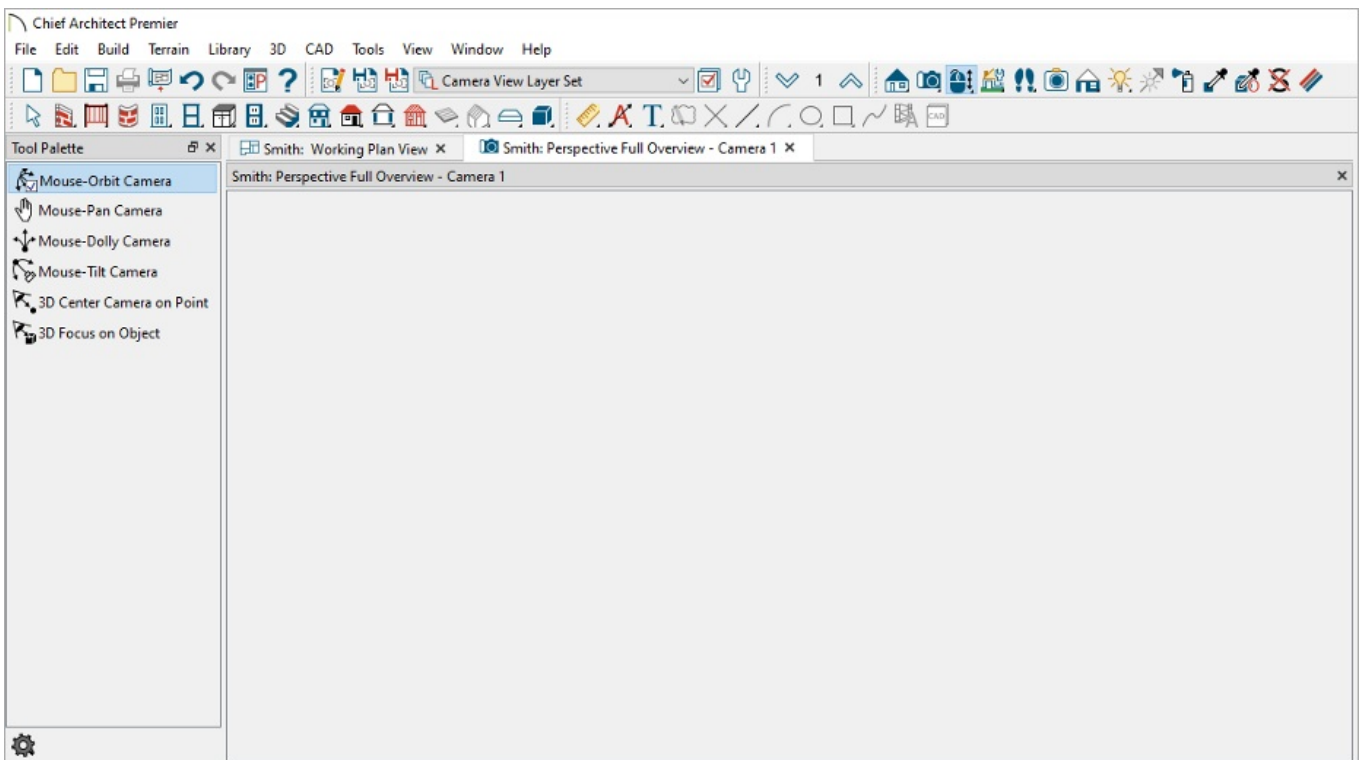 Chief Architect Premier
File Edit Build Terrain Library 3D CAD Tools View Window Help
Camera View Layer Set 1
T CAD
Tool Palette
Smith: Working Plan View
Smith: Perspective Full Overview - Camera 1
Mouse-Orbit Camera
Smith: Perspective Full Overview - Camera 1
Mouse-Pan Camera
Mouse-Dolly Camera
Mouse-Tilt Camera
3D Center Camera on Point
3D Focus on Object